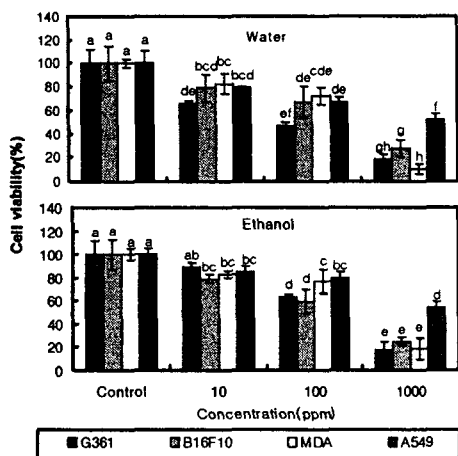 Water
Cell viability(%)
140
120
100
80
60
40
20
0
a a a a
de bcd bc bcd
ef de cde de
gh g h f
Ethanol
140
120
100
80
60
40
20
0
a a a a
ab bc bc bc
d d c bc
e e e d
Control 10 100 1000
Concentration(ppm)
G361 B16F10 MDA A549